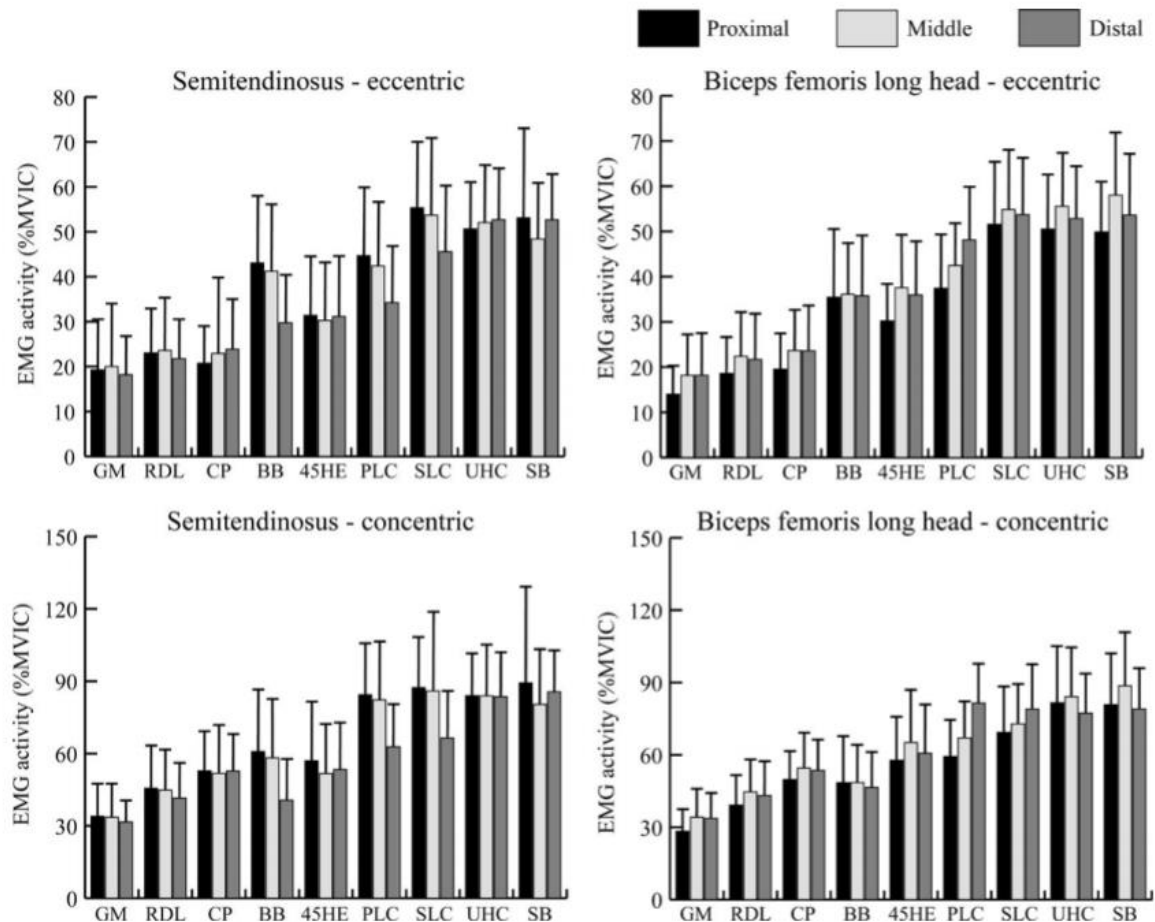 Proximal Middle Distal
Semitendinosus - eccentric
EMG activity (%MVIC)
80
70
60
50
40
30
20
10
0
GM RDL CP BB 45HE PLC SLC UHC SB
Biceps femoris long head - eccentric
EMG activity (%MVIC)
80
70
60
50
40
30
20
10
0
GM RDL CP BB 45HE PLC SLC UHC SB
Semitendinosus - concentric
EMG activity (%MVIC)
150
120
90
60
30
0
GM RDL CP BB 45HE PLC SLC UHC SB
Biceps femoris long head - concentric
EMG activity (%MVIC)
150
120
90
60
30
0
GM RDL CP BB 45HE PLC SLC UHC SB